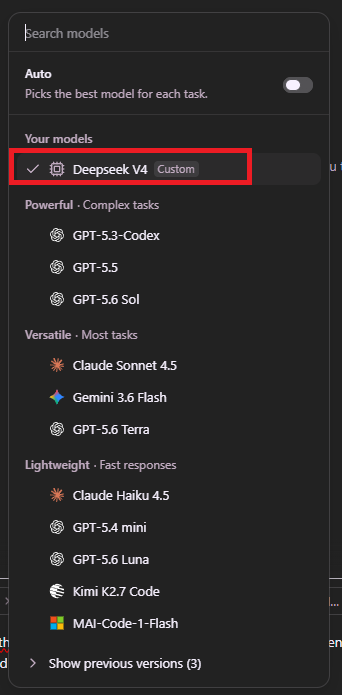 Search models
Auto
Picks the best model for each task.
Your models
Deepseek V4 Custom
Powerful · Complex tasks
GPT-5.3-Codex
GPT-5.5
GPT-5.6 Sol
Versatile · Most tasks
Claude Sonnet 4.5
Gemini 3.6 Flash
GPT-5.6 Terra
Lightweight · Fast responses
Claude Haiku 4.5
GPT-5.4 mini
GPT-5.6 Luna
Kimi K2.7 Code
MAI-Code-1-Flash
Show previous versions (3)